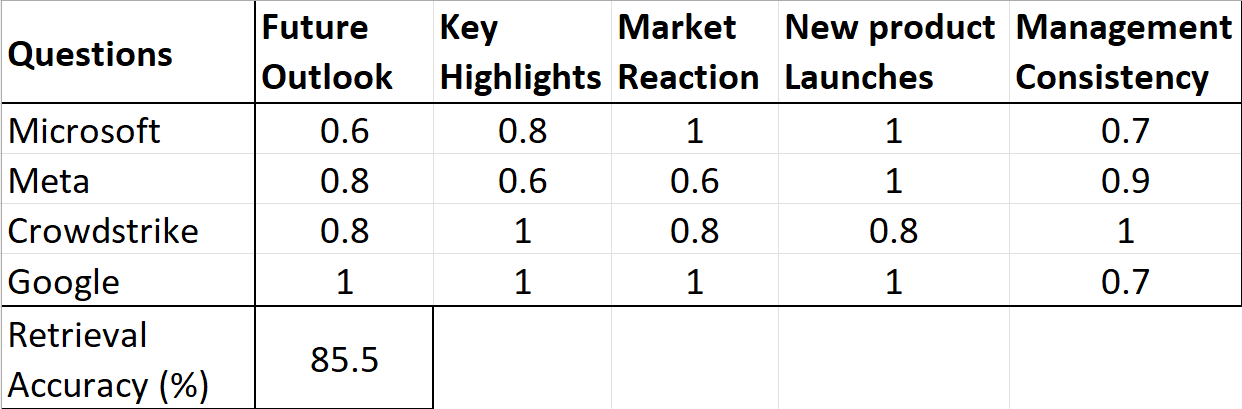 Questions Future Outlook Key Highlights Market Reaction New product Launches Management Consistency
Microsoft 0.6 0.8 1 1 0.7
Meta 0.8 0.6 0.6 1 0.9
Crowdstrike 0.8 1 0.8 0.8 1
Google 1 1 1 1 0.7
Retrieval Accuracy (%) 85.5